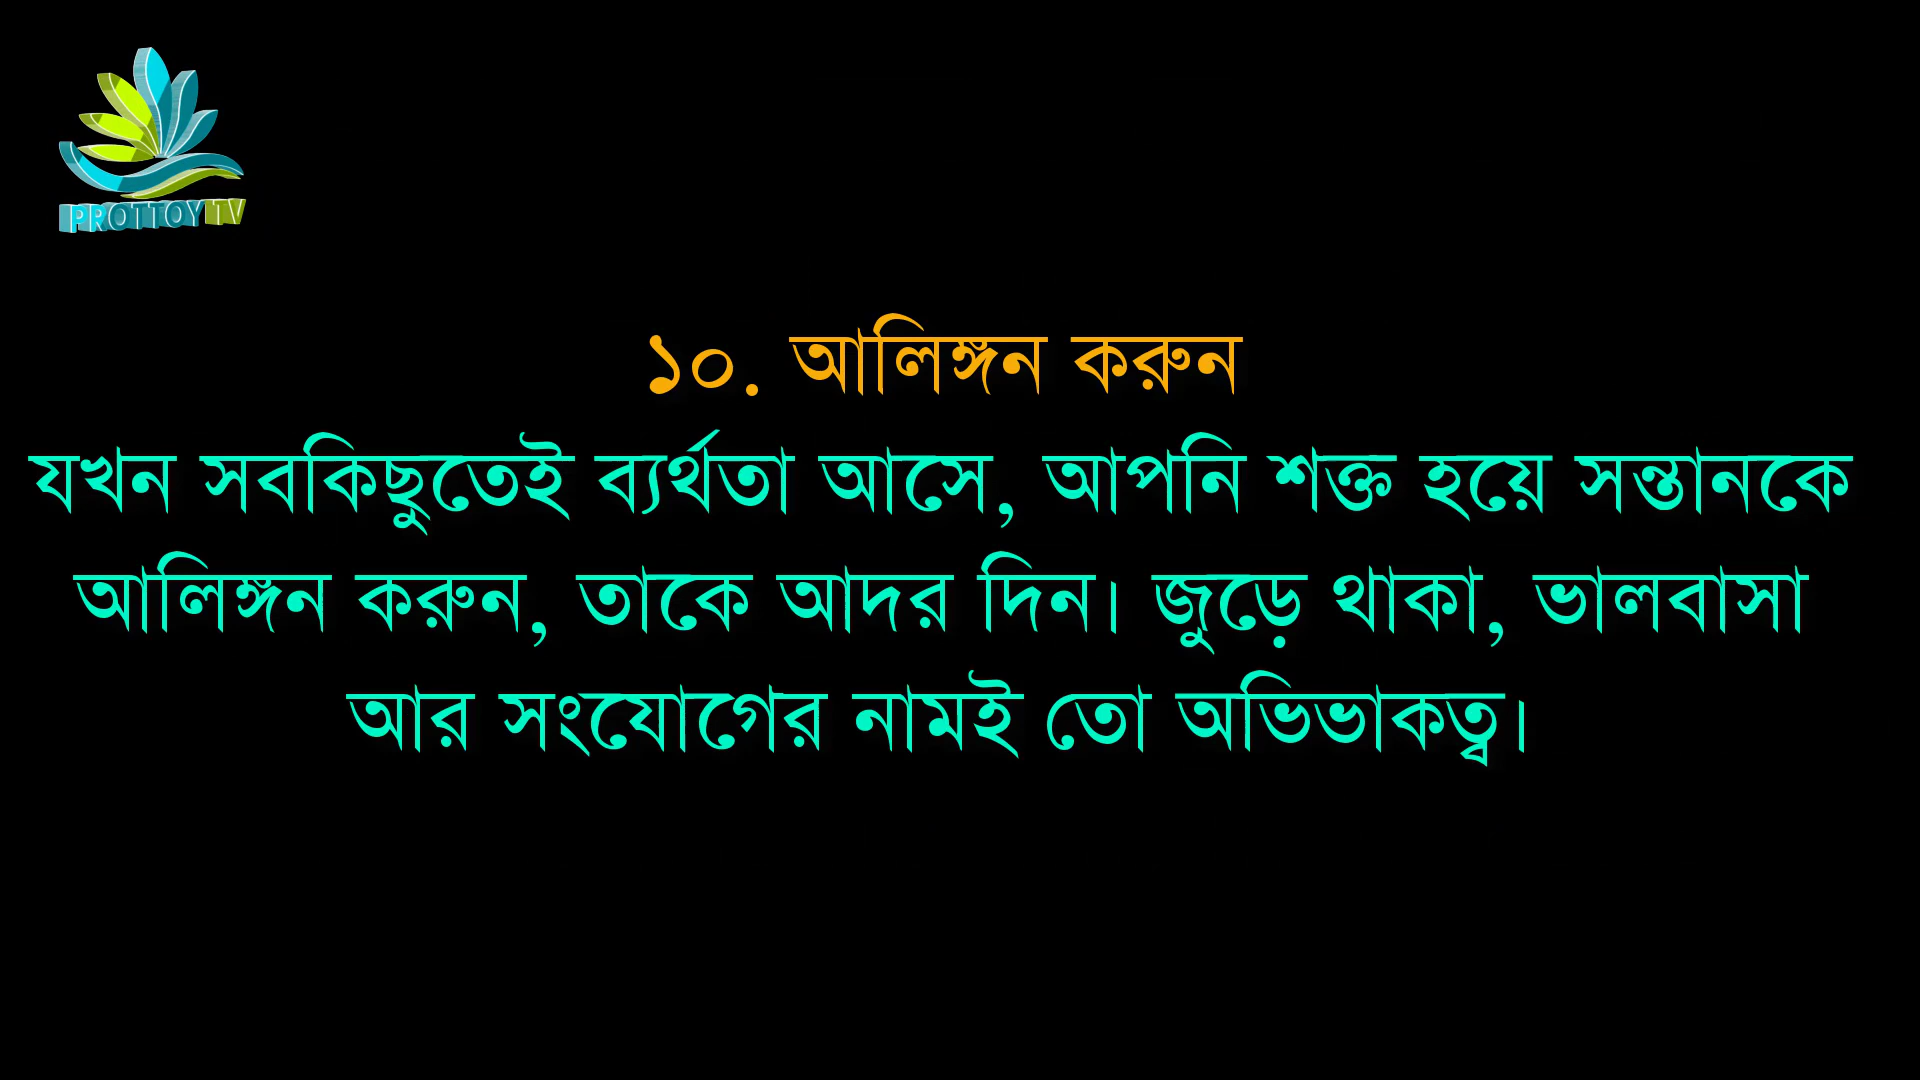 PROTTOY TV
১০. আলিঙ্গন করুন
যখন সবকিছুতেই ব্যর্থতা আসে, আপনি শক্ত হয়ে সন্তানকে
আলিঙ্গন করুন, তাকে আদর দিন। জুড়ে থাকা, ভালবাসা
আর সংযোগের নামই তো অভিভাকত্ব।